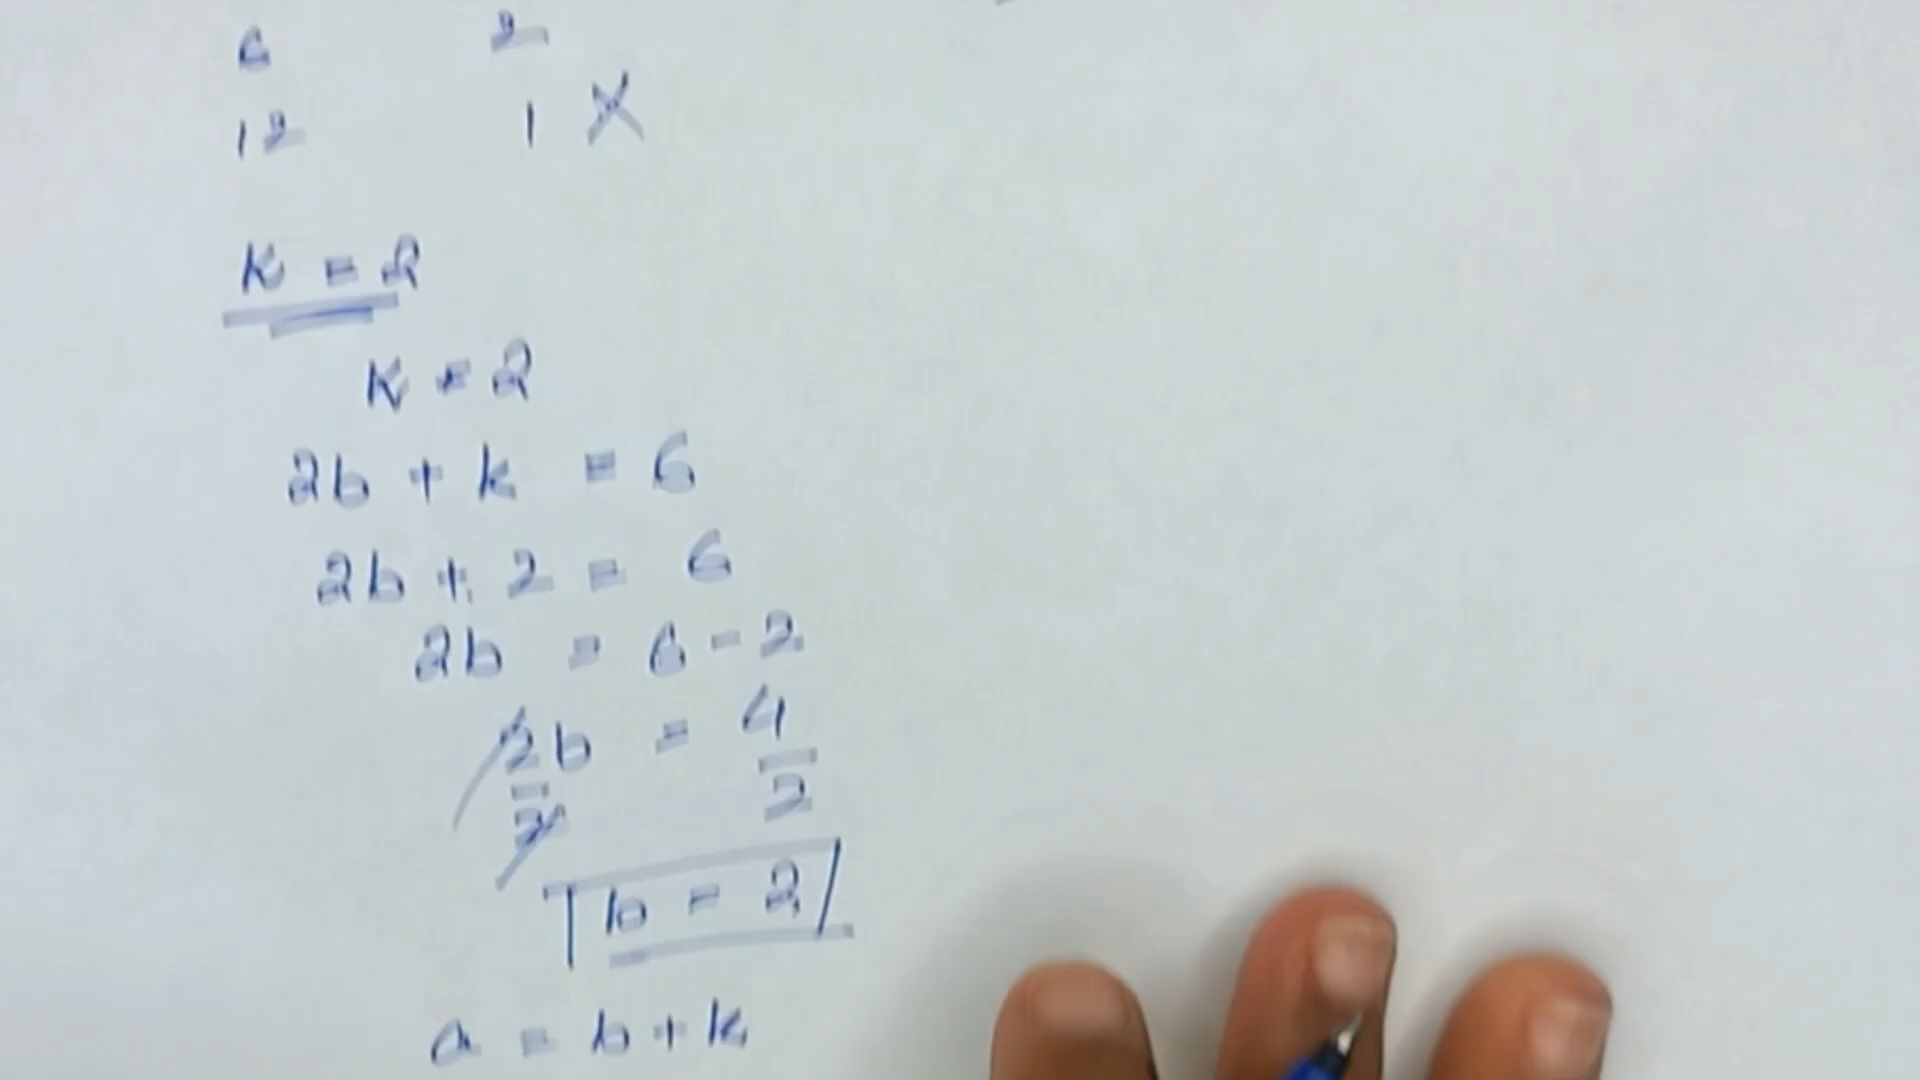 6 2
12 1 X
K = 2
K = 2
2b + k = 6
2b + 2 = 6
2b = 6 - 2
2b = 4
2 2
b = 2
a = b + k